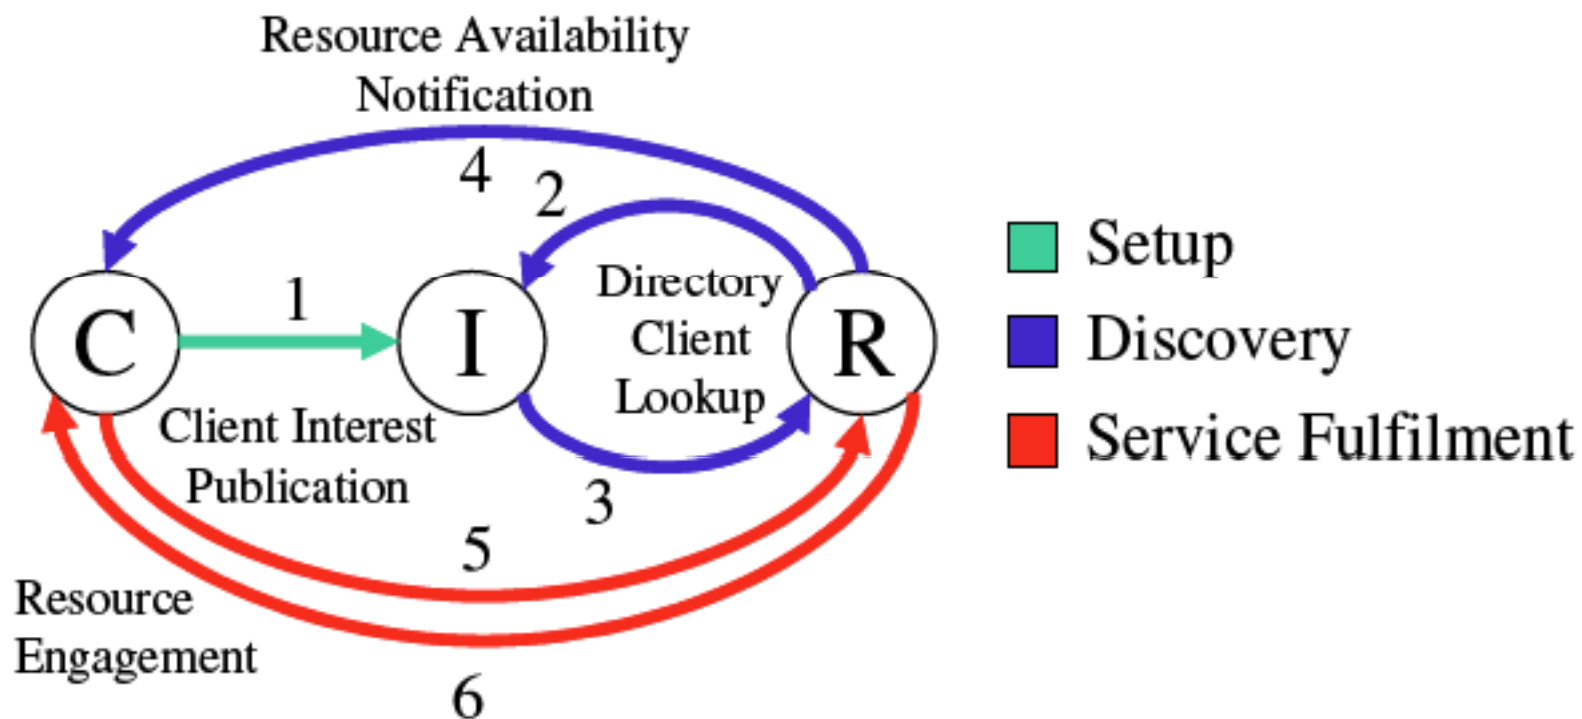 Resource Availability
Notification
4
2
1
Directory
Client
Lookup
C
I
R
Client Interest
Publication
3
5
Resource
Engagement
6
Setup
Discovery
Service Fulfilment